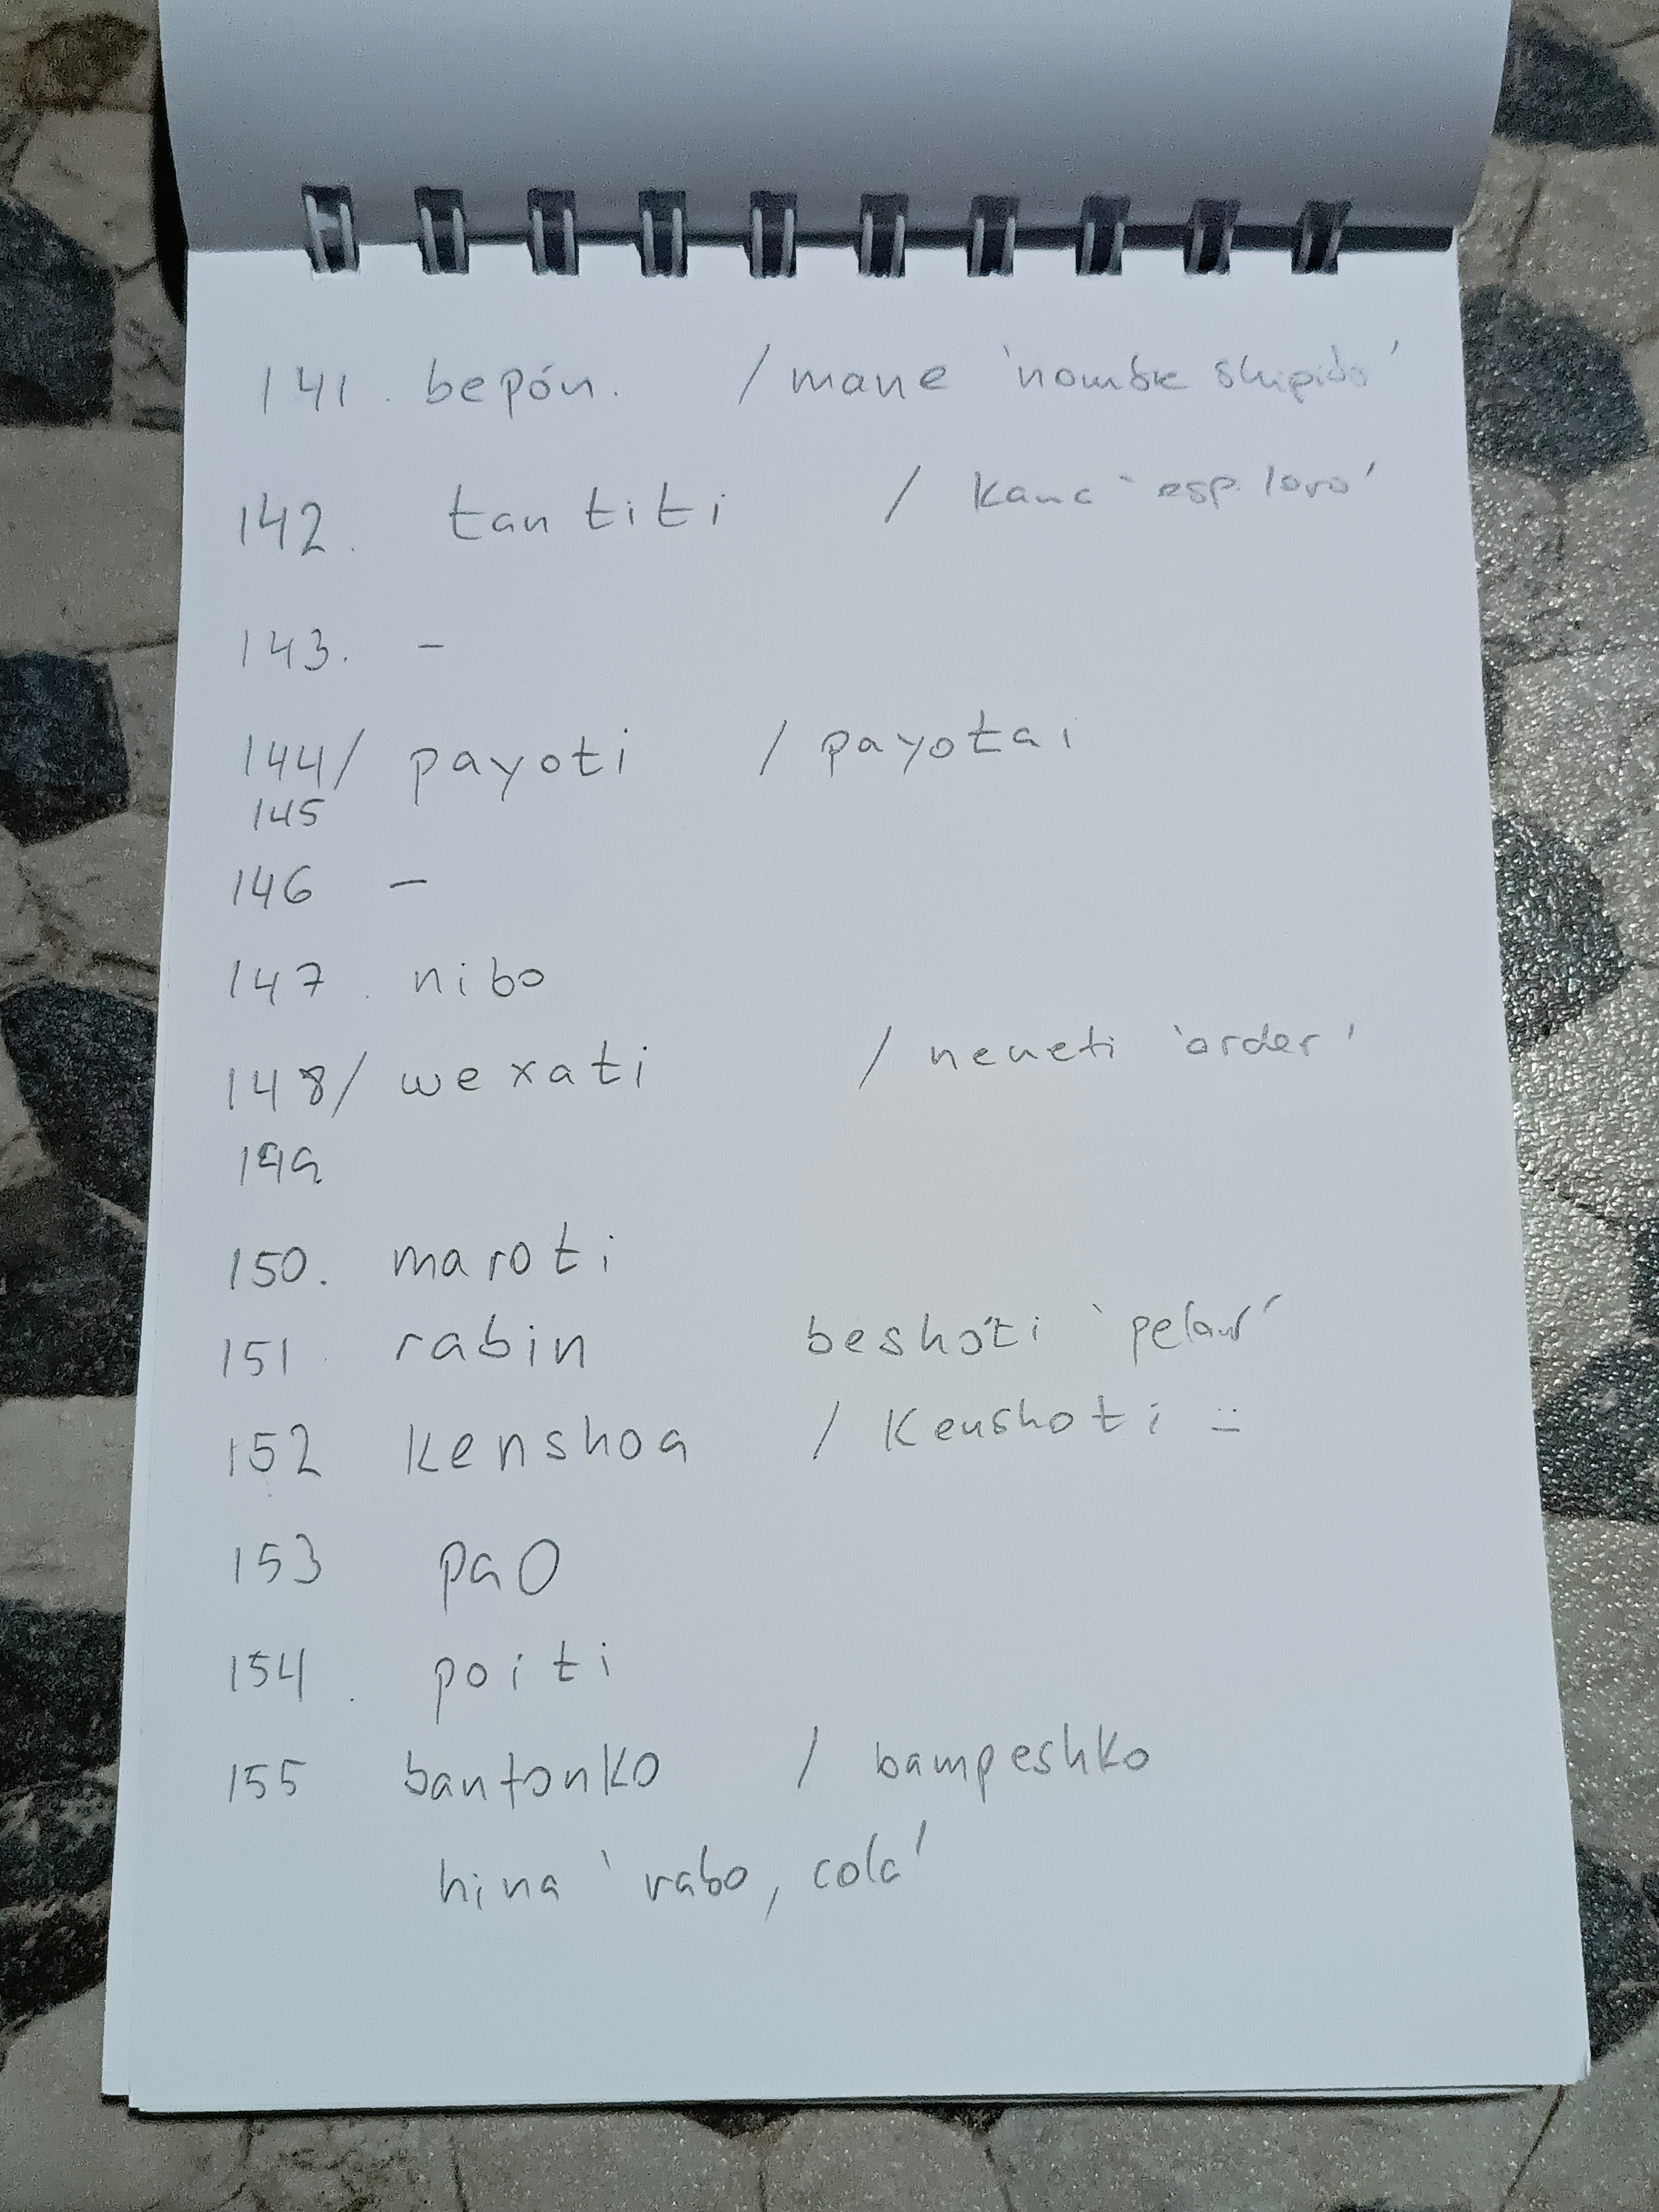 141. bepón. / mane 'nombre shipibo'
142. tantiti / kana 'esp. loro'
143. -
144/ payoti / payotai
145
146 -
147. nibo
148/ wexati / neneti 'order'
149
150. maroti
151. rabin beshoti 'pelar'
152 kenshoa / kenshoti =
153 pao
154. poiti
155 bantonko / bampeshko
hina 'rabo, cola'